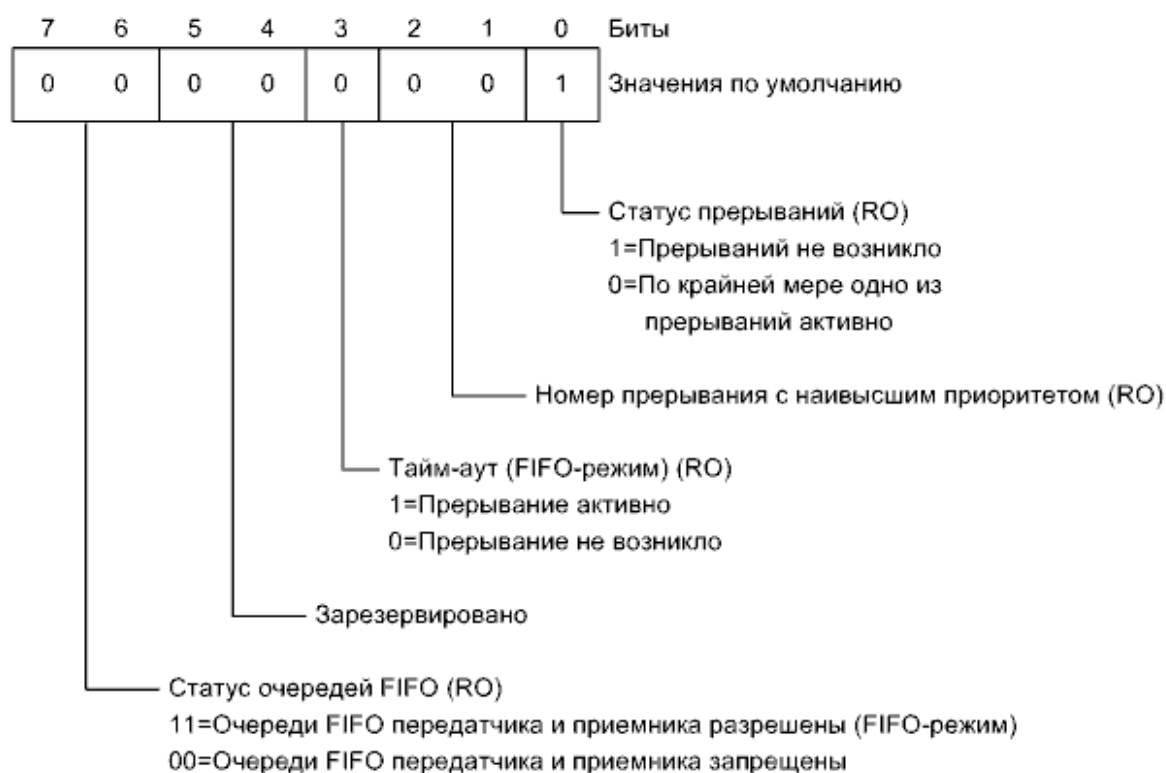 7 6 5 4 3 2 1 0 Биты
0 0 0 0 0 0 0 1 Значения по умолчанию
Статус прерываний (RO)
1=Прерываний не возникло
0=По крайней мере одно из
прерываний активно
Номер прерывания с наивысшим приоритетом (RO)
Тайм-аут (FIFO-режим) (RO)
1=Прерывание активно
0=Прерывание не возникло
Зарезервировано
Статус очередей FIFO (RO)
11=Очереди FIFO передатчика и приемника разрешены (FIFO-режим)
00=Очереди FIFO передатчика и приемника запрещены